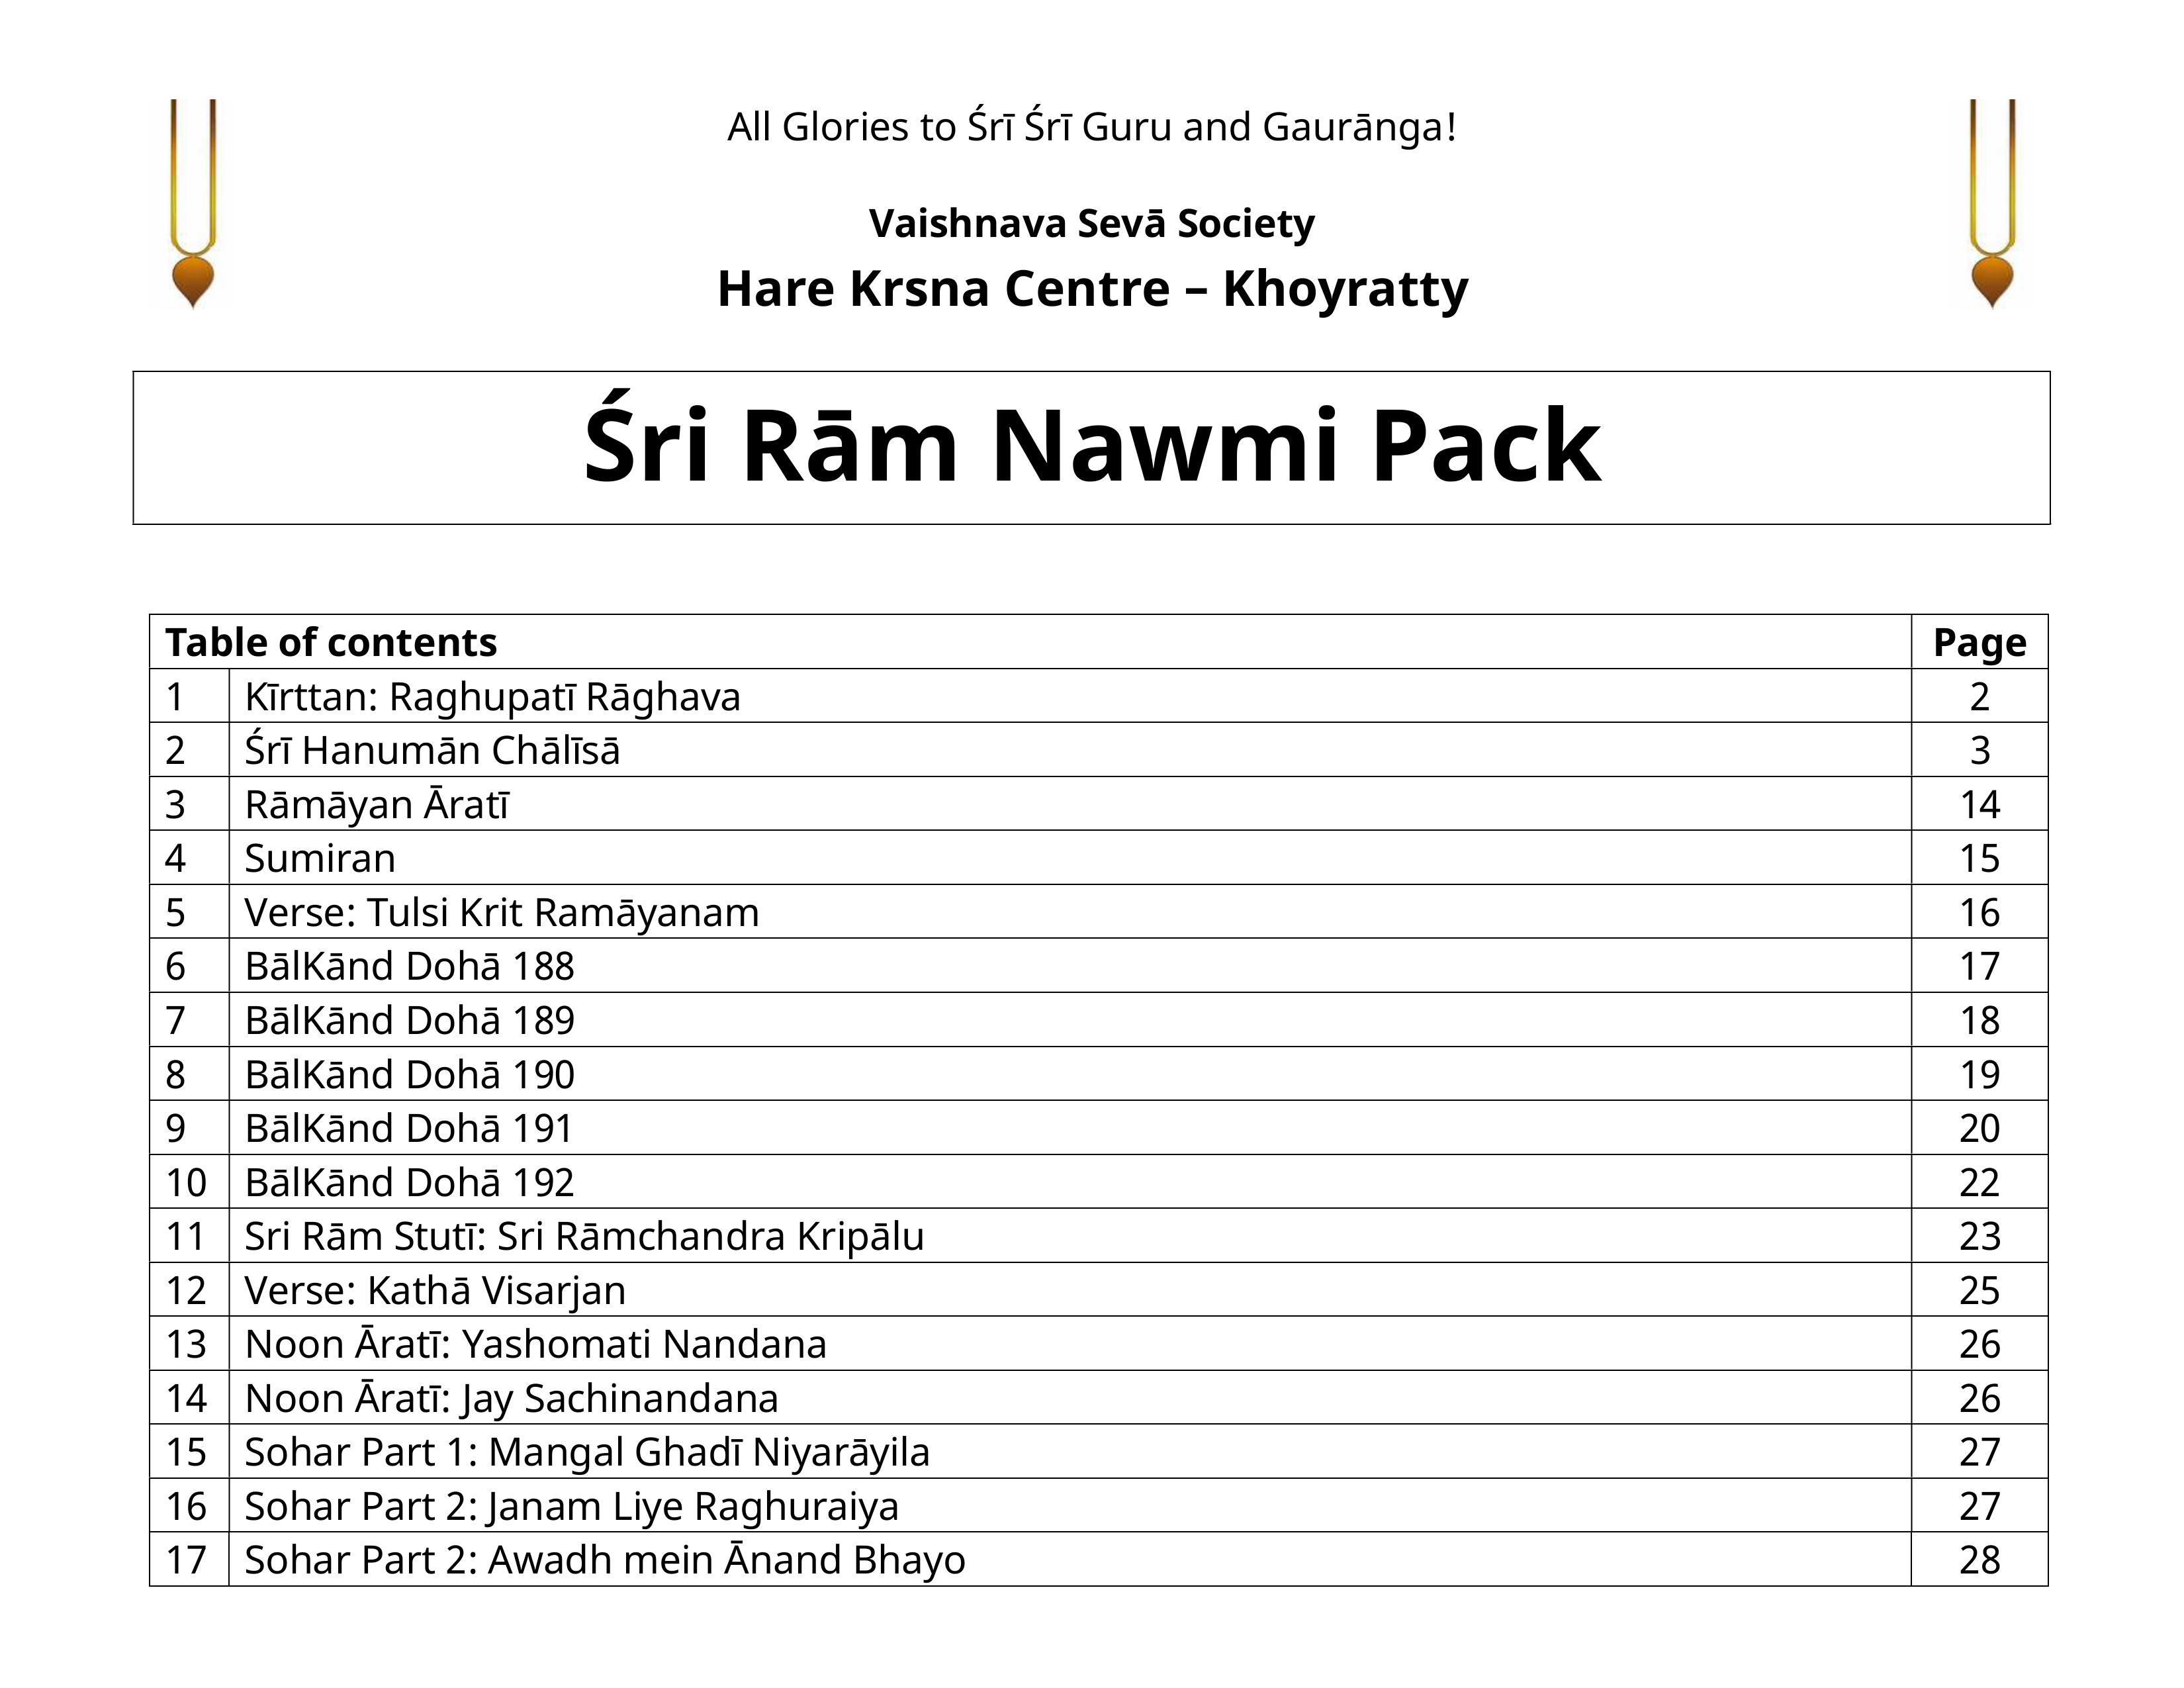 All Glories to Śrī Śrī Guru and Gaurānga!
Vaishnava Sevā Society
Hare Krsna Centre – Khoyratty
Śri Rām Nawmi Pack
Table of contents Page
1 Kīrttan: Raghupatī Rāghava 2
2 Śrī Hanumān Chālīsā 3
3 Rāmāyan Āratī 14
4 Sumiran 15
5 Verse: Tulsi Krit Ramāyanam 16
6 BālKānd Dohā 188 17
7 BālKānd Dohā 189 18
8 BālKānd Dohā 190 19
9 BālKānd Dohā 191 20
10 BālKānd Dohā 192 22
11 Sri Rām Stutī: Sri Rāmchandra Kripālu 23
12 Verse: Kathā Visarjan 25
13 Noon Āratī: Yashomati Nandana 26
14 Noon Āratī: Jay Sachinandana 26
15 Sohar Part 1: Mangal Ghadī Niyarāyila 27
16 Sohar Part 2: Janam Liye Raghuraiya 27
17 Sohar Part 2: Awadh mein Ānand Bhayo 28